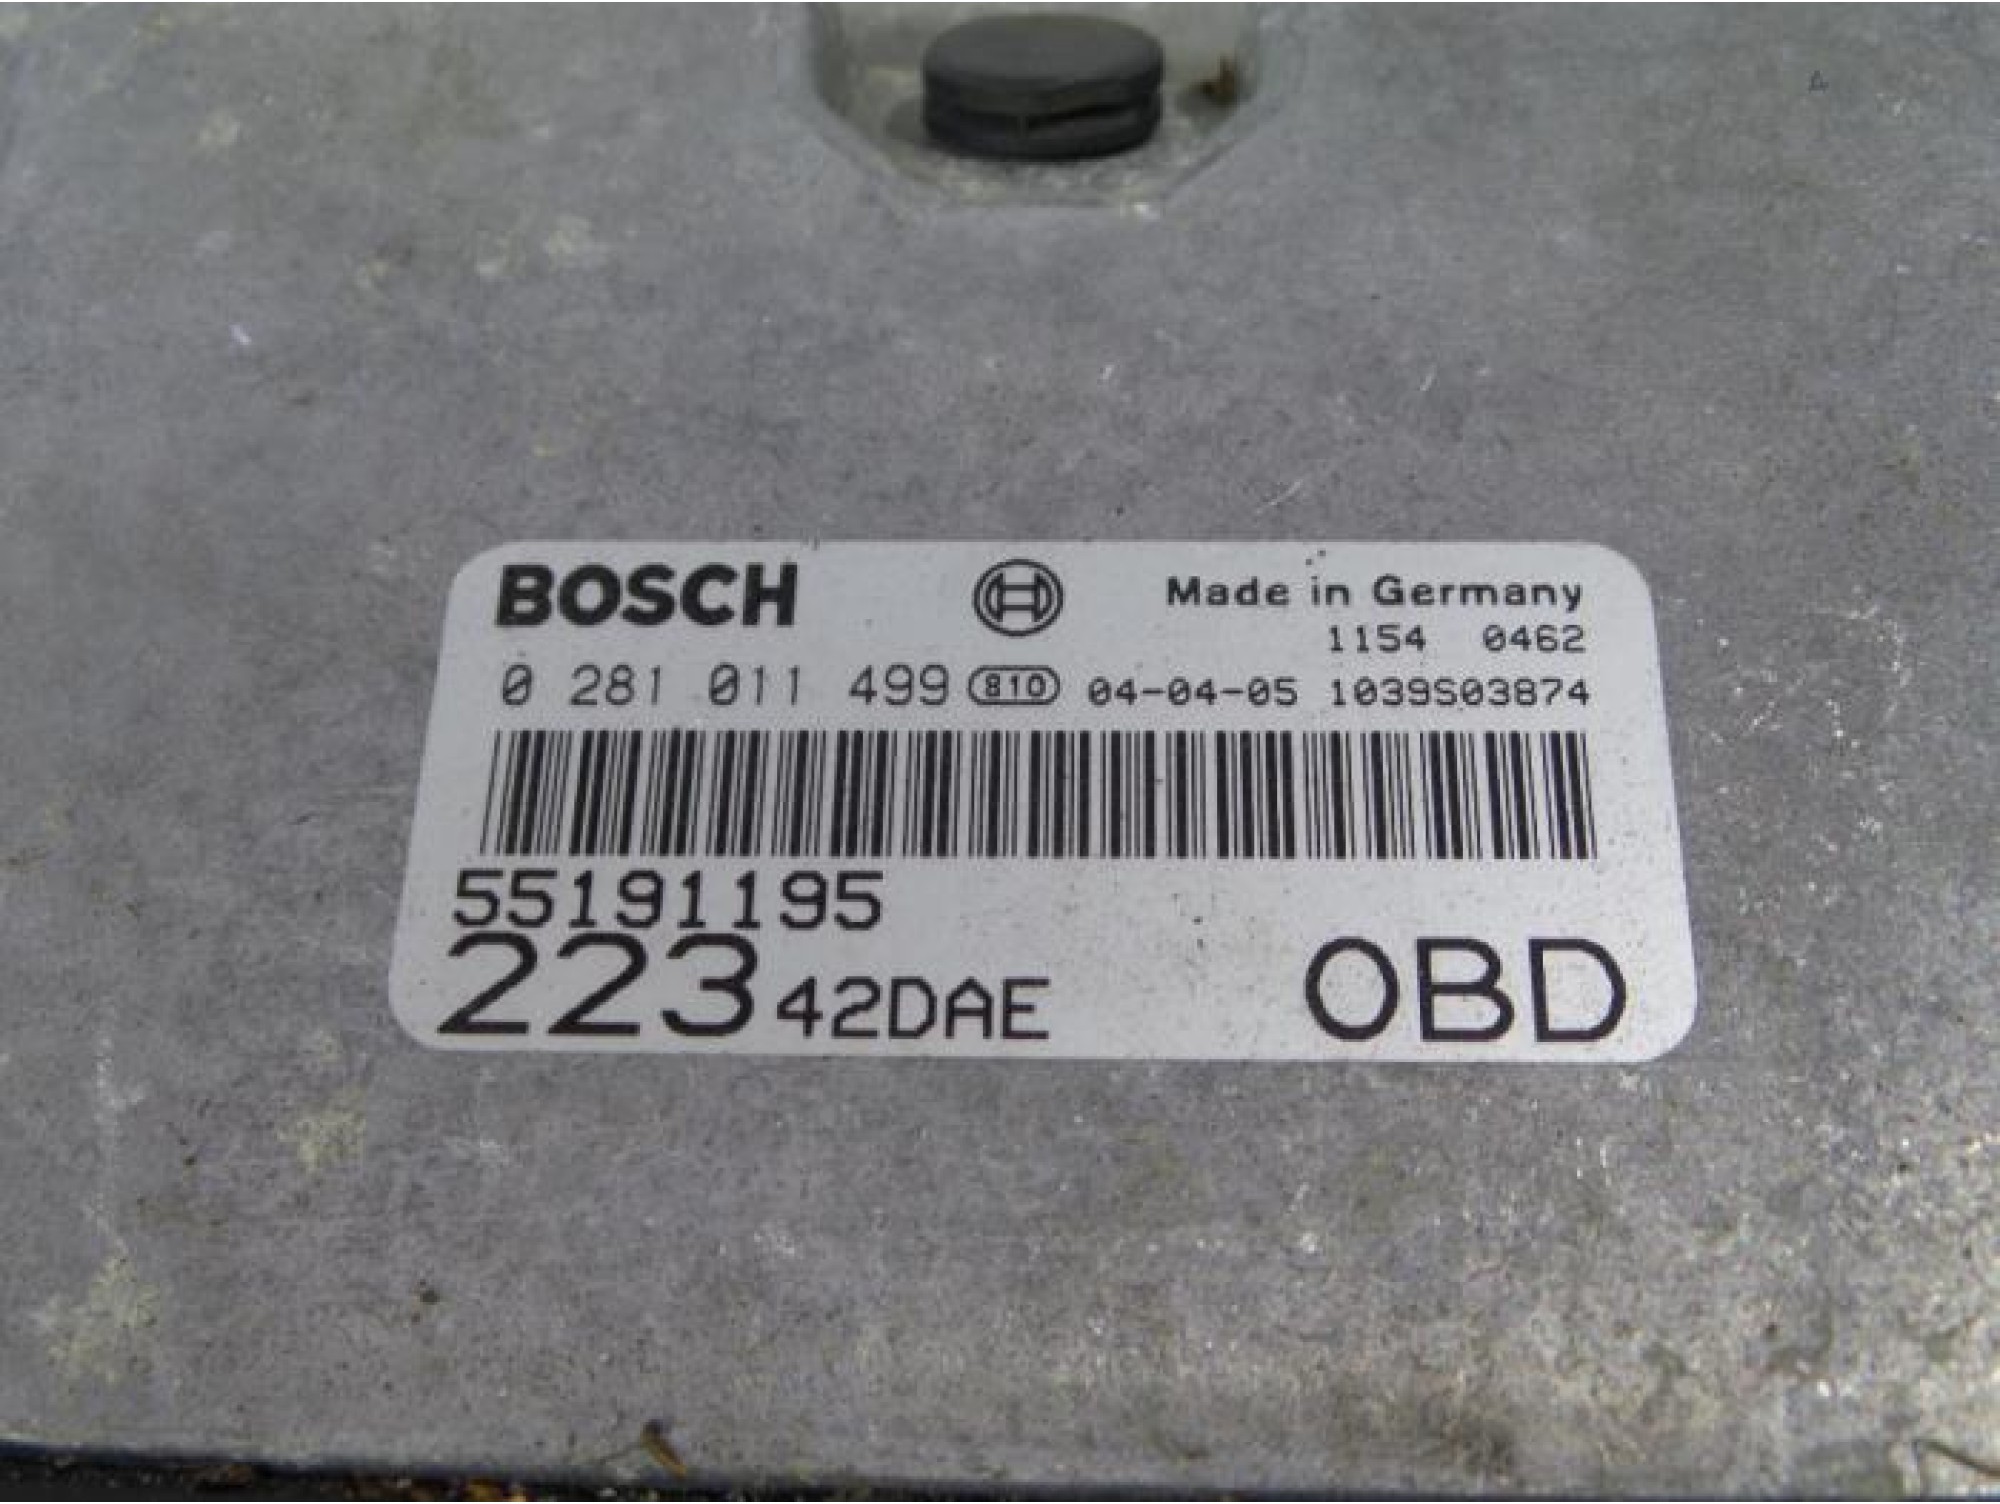 BOSCH Made in Germany
1154 0462
0 281 011 499 810 04-04-05 1039S03874
55191195
223 42DAE OBD